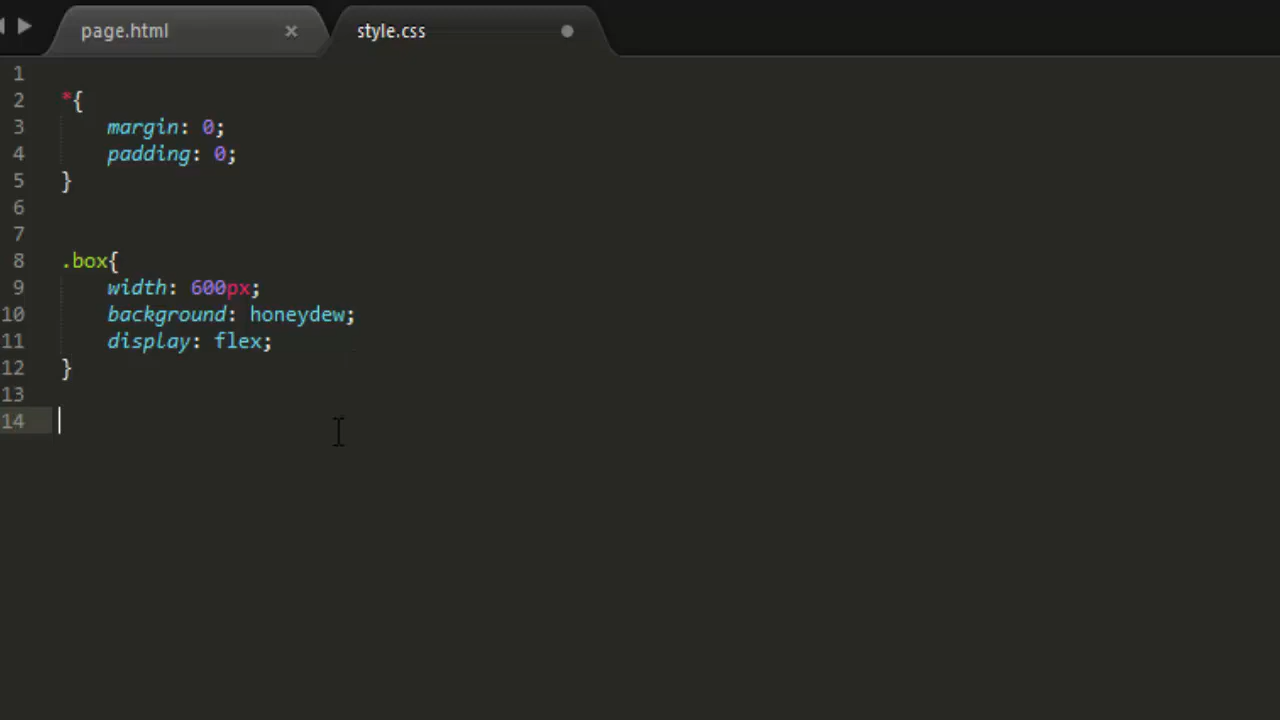 page.html × style.css
1
2 *{
3 margin: 0;
4 padding: 0;
5 }
6
7
8 .box{
9 width: 600px;
10 background: honeydew;
11 display: flex;
12 }
13
14